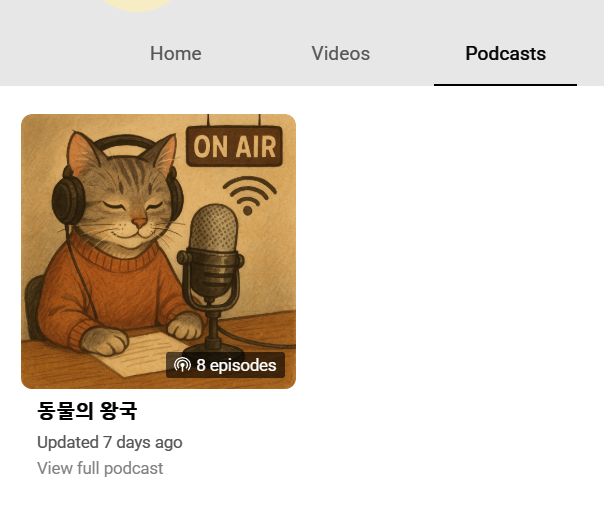 Home Videos Podcasts
ON AIR
8 episodes
동물의 왕국
Updated 7 days ago
View full podcast